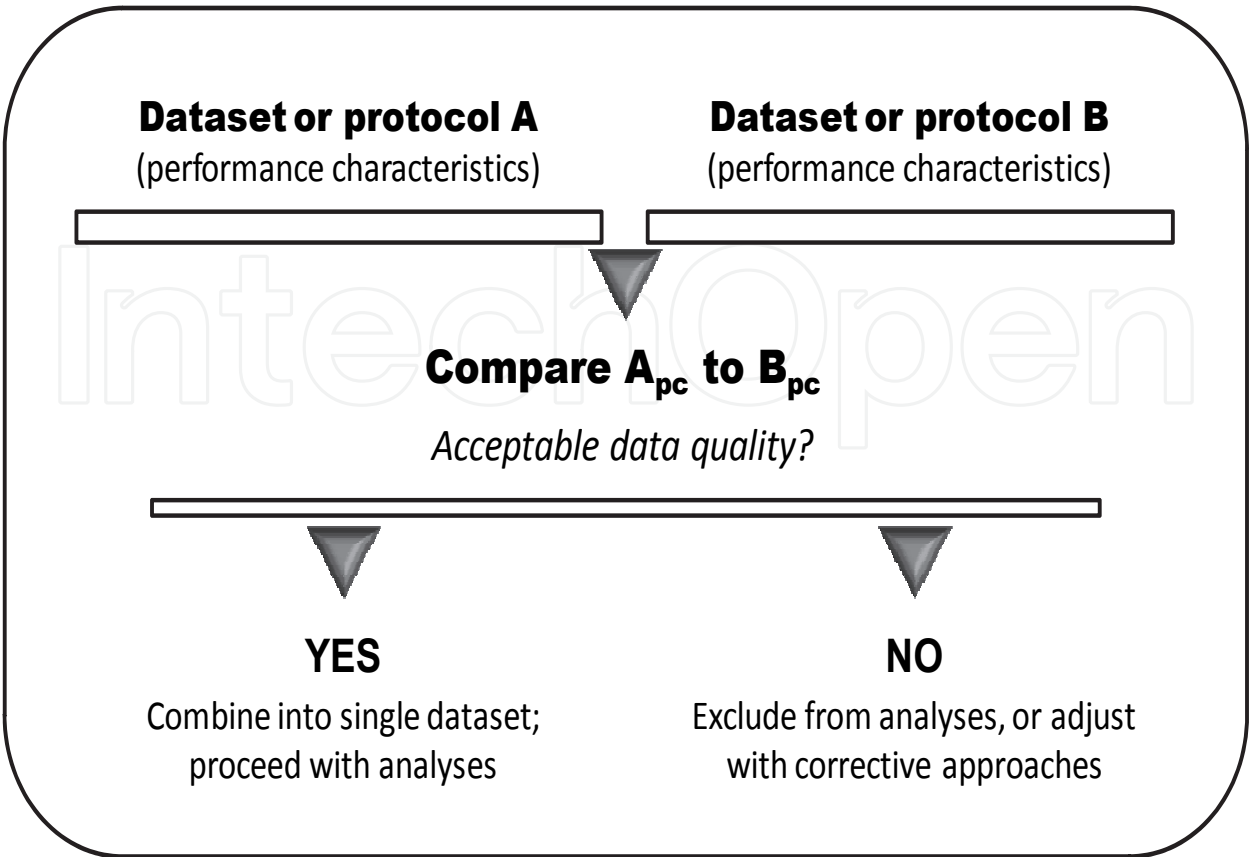 Dataset or protocol A
(performance characteristics)
Dataset or protocol B
(performance characteristics)
IntechOpen
Compare Apc to Bpc
Acceptable data quality?
YES
Combine into single dataset;
proceed with analyses
NO
Exclude from analyses, or adjust
with corrective approaches